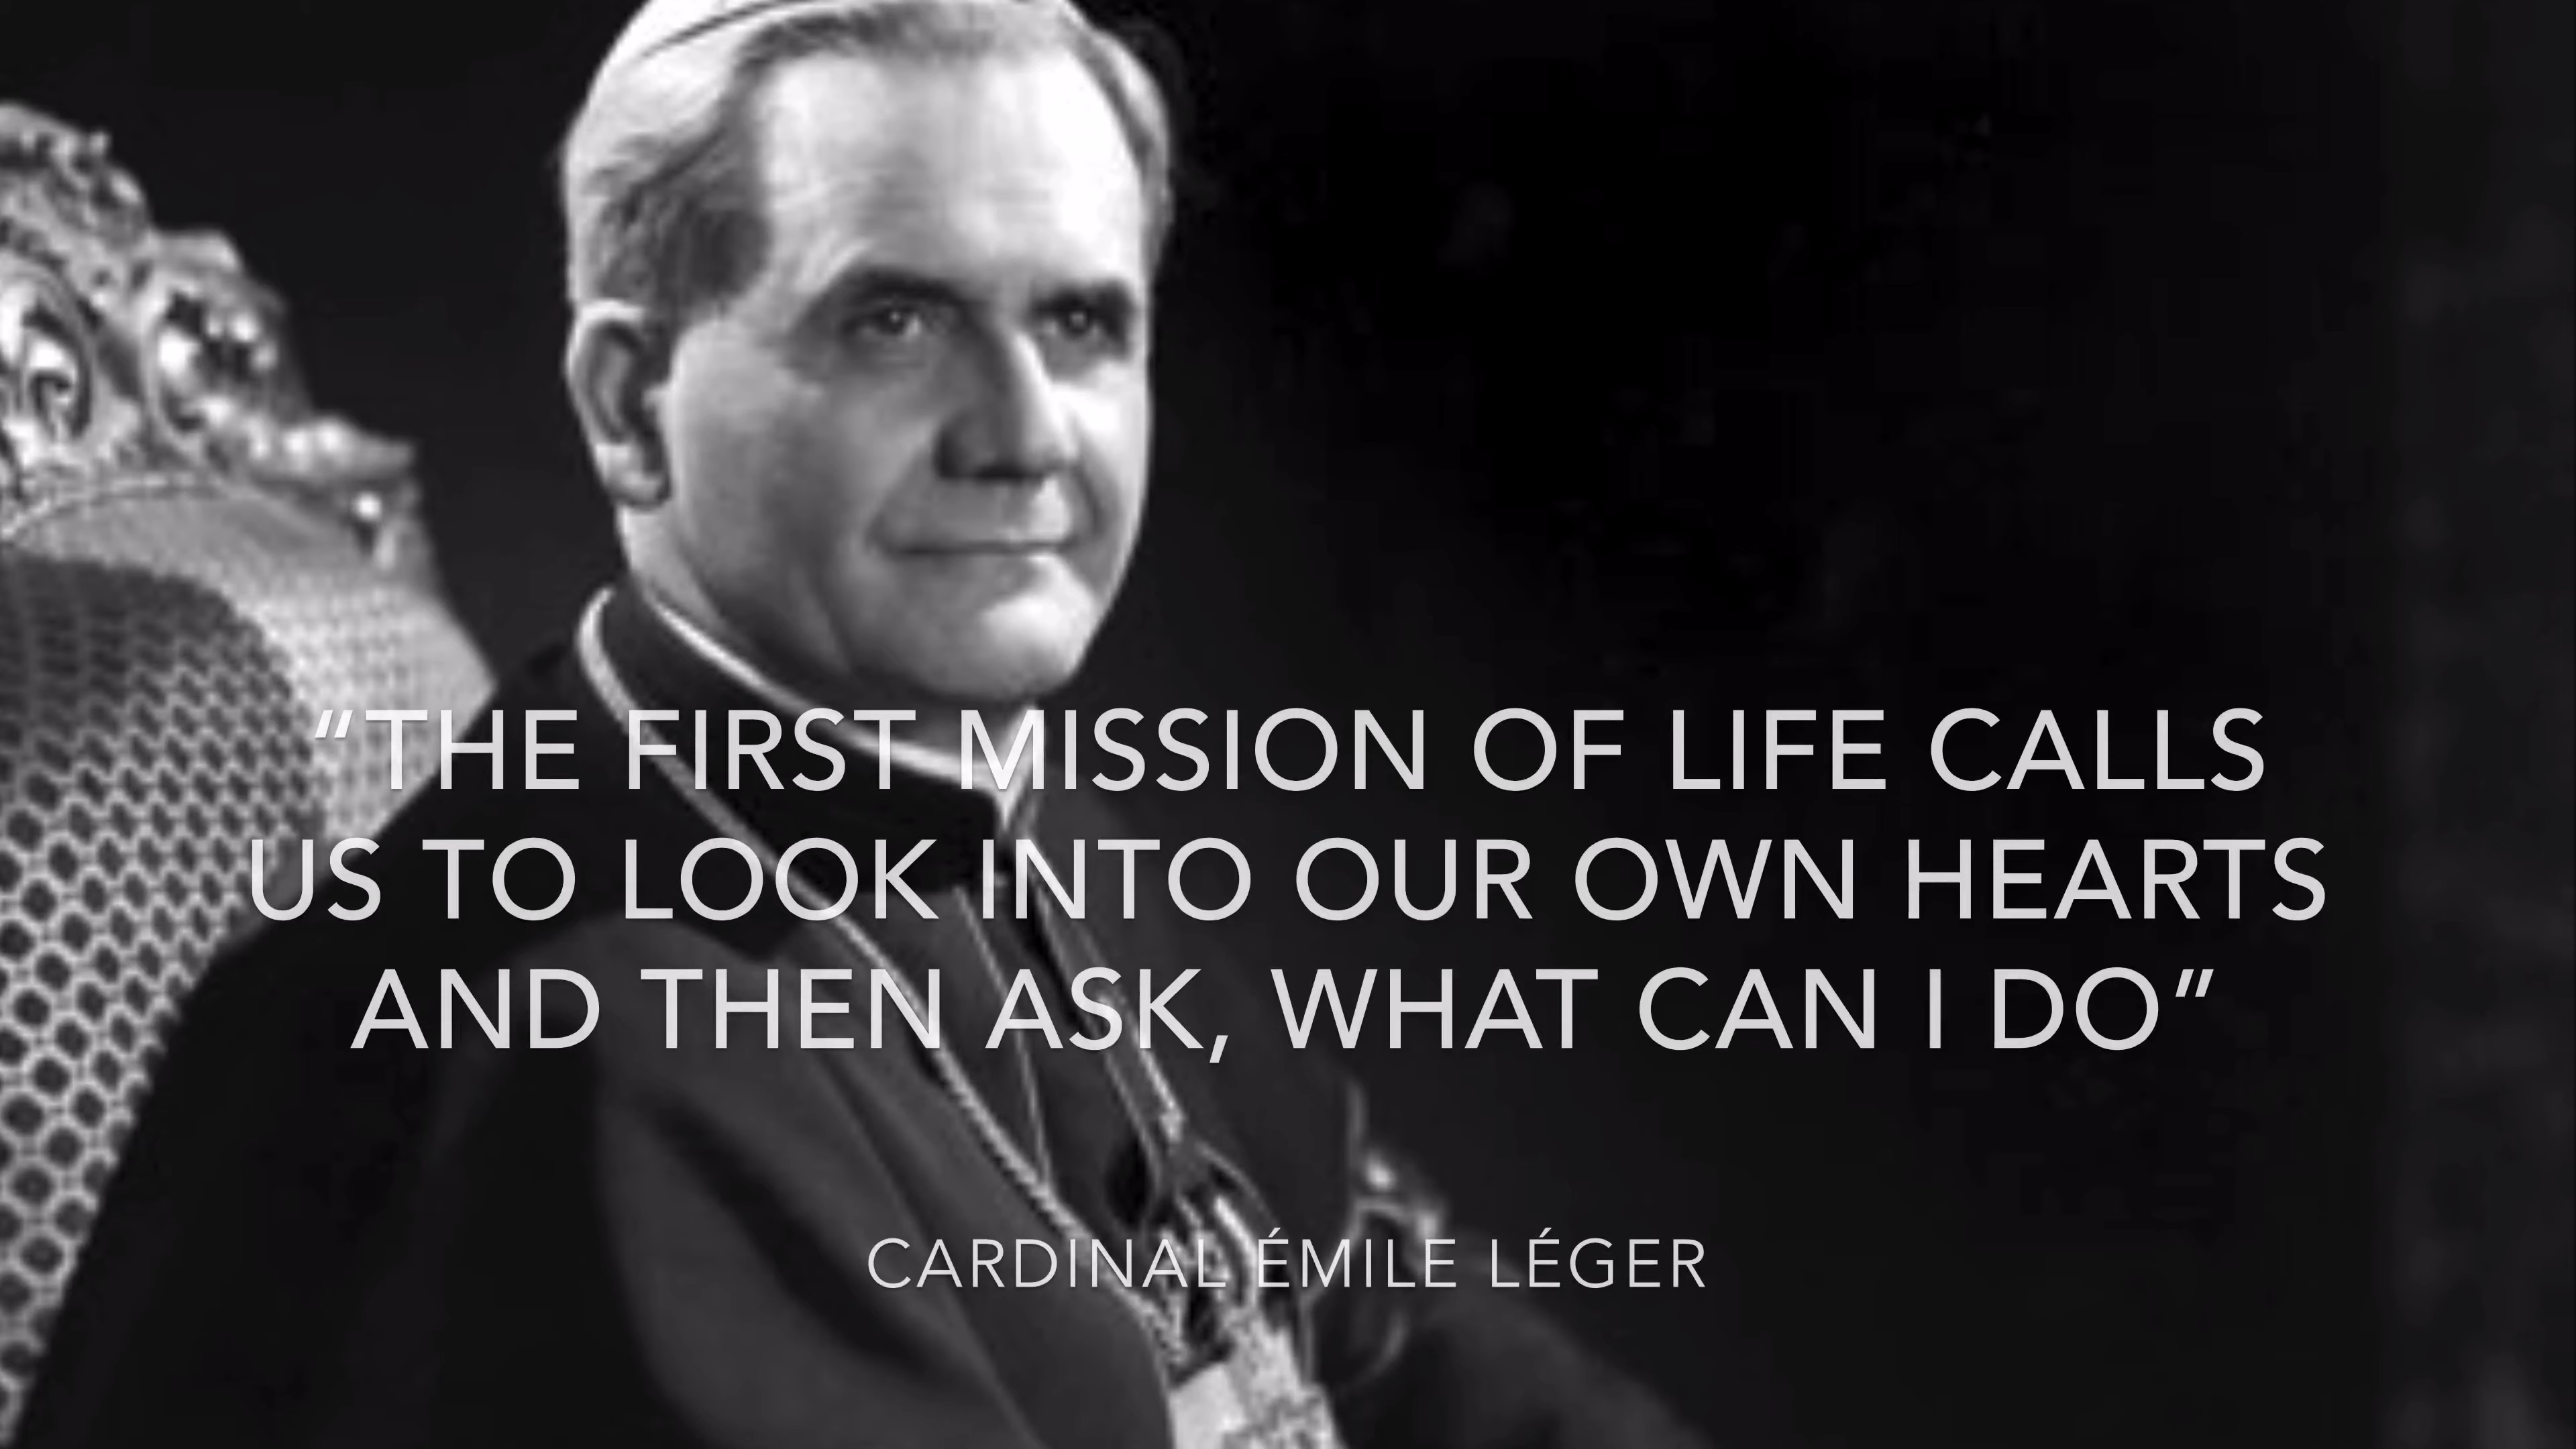 “THE FIRST MISSION OF LIFE CALLS
US TO LOOK INTO OUR OWN HEARTS
AND THEN ASK, WHAT CAN I DO”
CARDINAL ÉMILE LÉGER